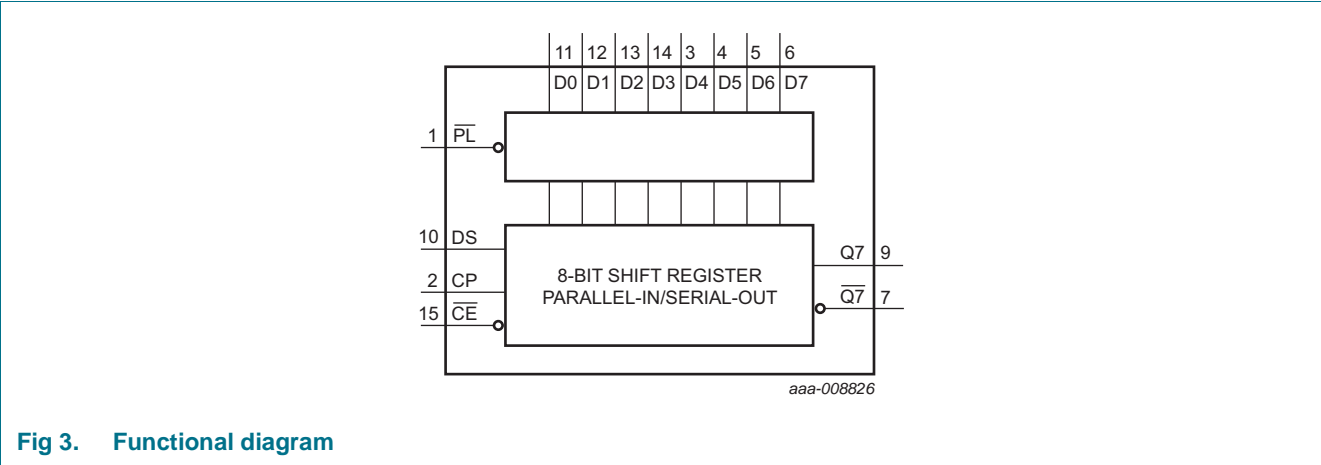 11 12 13 14 3 4 5 6
D0 D1 D2 D3 D4 D5 D6 D7
1 PL
10 DS
2 CP
15 CE
8-BIT SHIFT REGISTER
PARALLEL-IN/SERIAL-OUT
Q7 9
Q7 7
aaa-008826
Fig 3. Functional diagram